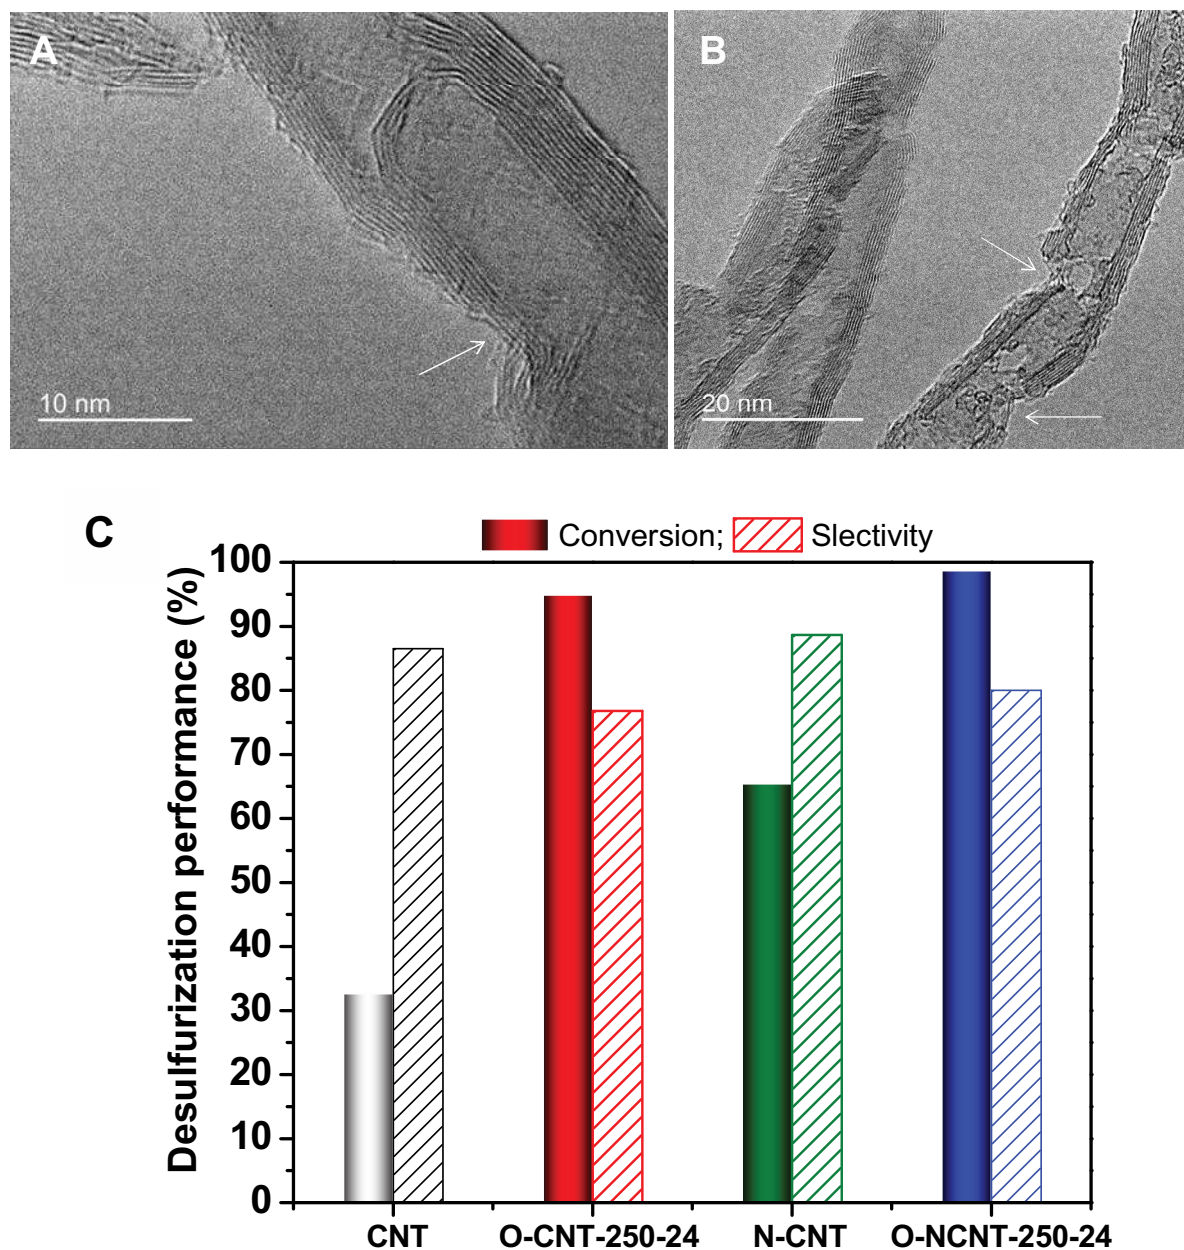 A
10 nm
B
20 nm
C
Conversion; Slectivity
Desulfurization performance (%)
100
90
80
70
60
50
40
30
20
10
0
CNT O-CNT-250-24 N-CNT O-NCNT-250-24